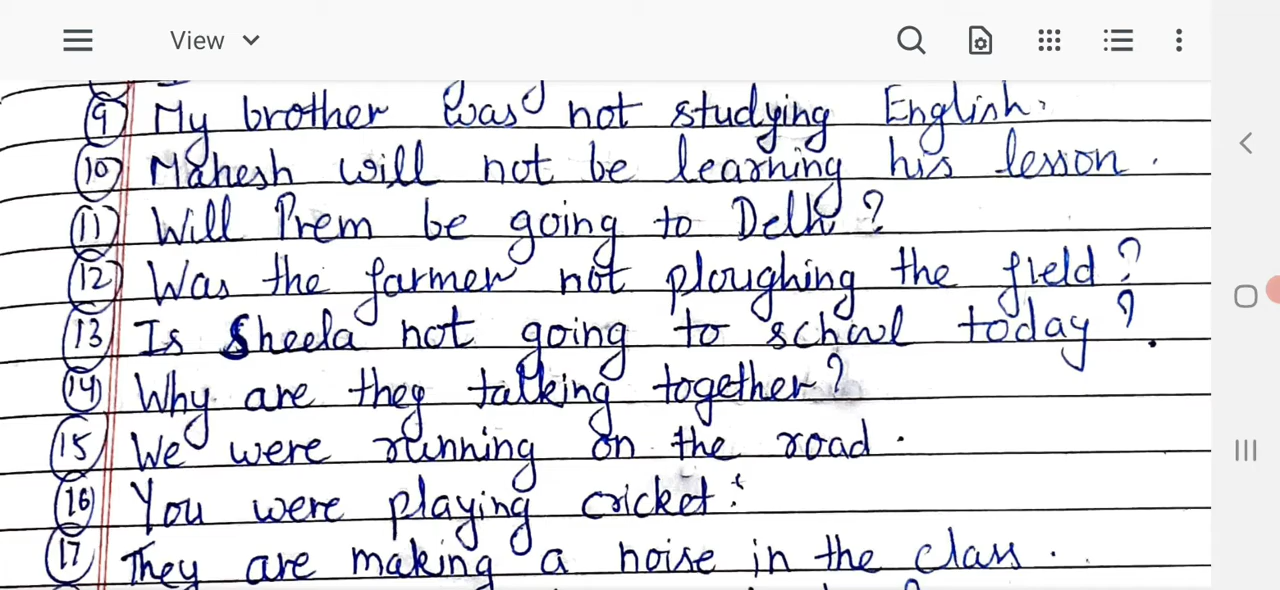 View
9 My brother was not studying English.
10 Mahesh will not be learning his lesson.
11 Will Prem be going to Delhi?
12 Was the farmer not ploughing the field?
13 Is Sheela not going to school today?
14 Why are they talking together?
15 We were running on the road.
16 You were playing cricket.
17 They are making a noise in the class.